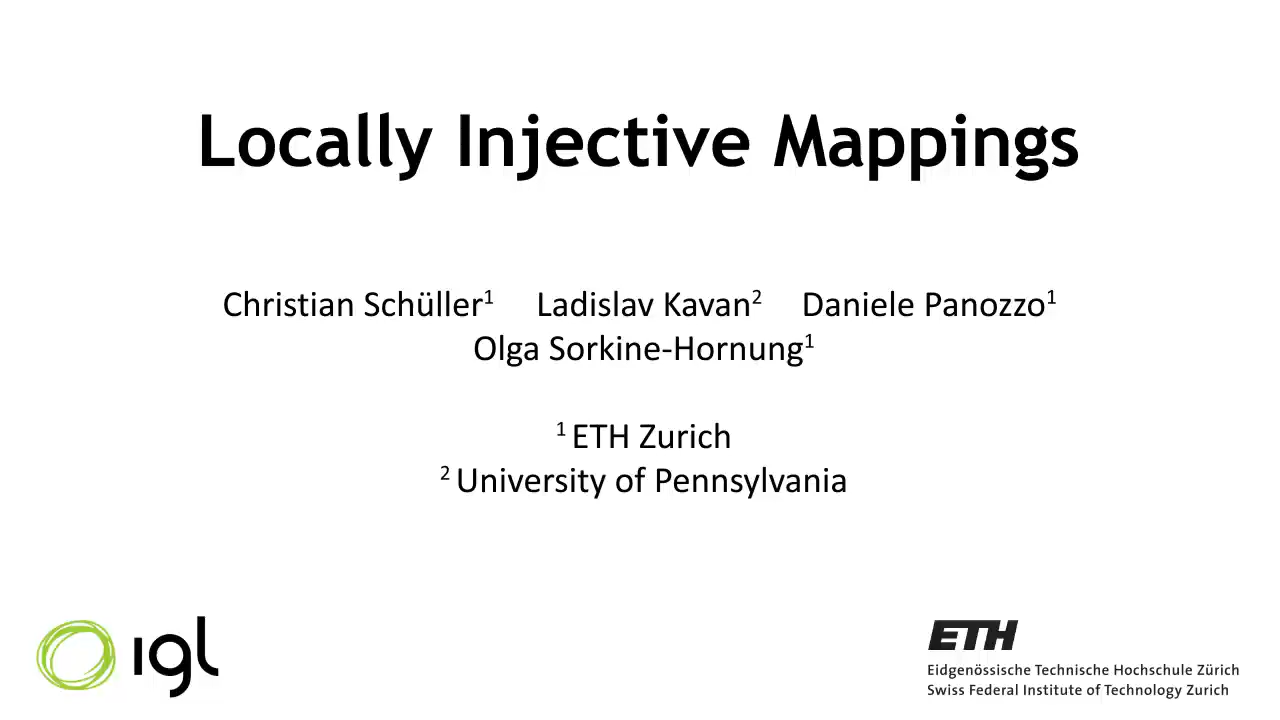 Locally Injective Mappings
Christian Schüller¹ Ladislav Kavan² Daniele Panozzo¹
Olga Sorkine-Hornung¹
¹ ETH Zurich
² University of Pennsylvania
igl
ETH
Eidgenössische Technische Hochschule Zürich
Swiss Federal Institute of Technology Zurich